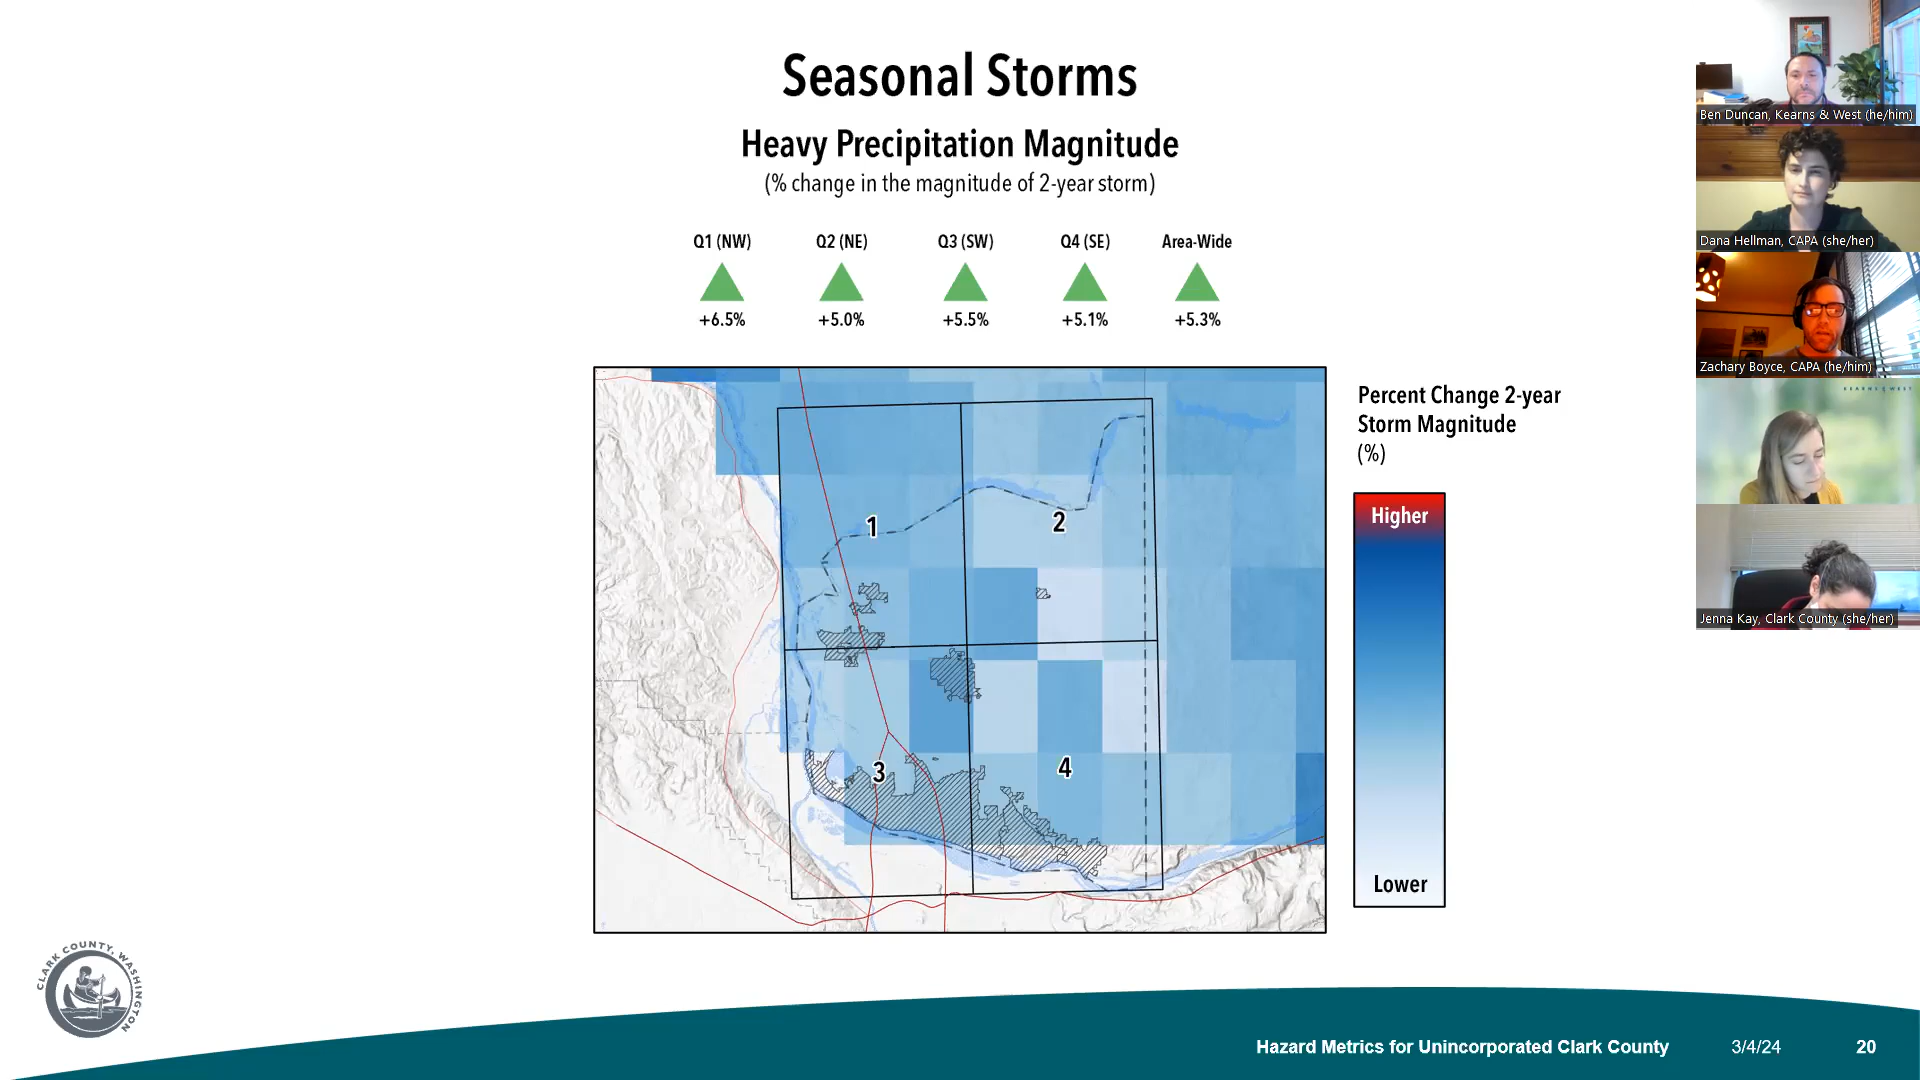 Seasonal Storms
Heavy Precipitation Magnitude
(% change in the magnitude of 2-year storm)
Q1 (NW) Q2 (NE) Q3 (SW) Q4 (SE) Area-Wide
+6.5% +5.0% +5.5% +5.1% +5.3%
1
2
3
4
Percent Change 2-year
Storm Magnitude
(%)
Higher
Lower
Ben Duncan, Kearns & West (he/him)
Dana Hellman, CAPA (she/her)
Zachary Boyce, CAPA (he/him)
KEARNS & WEST
Jenna Kay, Clark County (she/her)
CLARK COUNTY, WASHINGTON
Hazard Metrics for Unincorporated Clark County 3/4/24 20